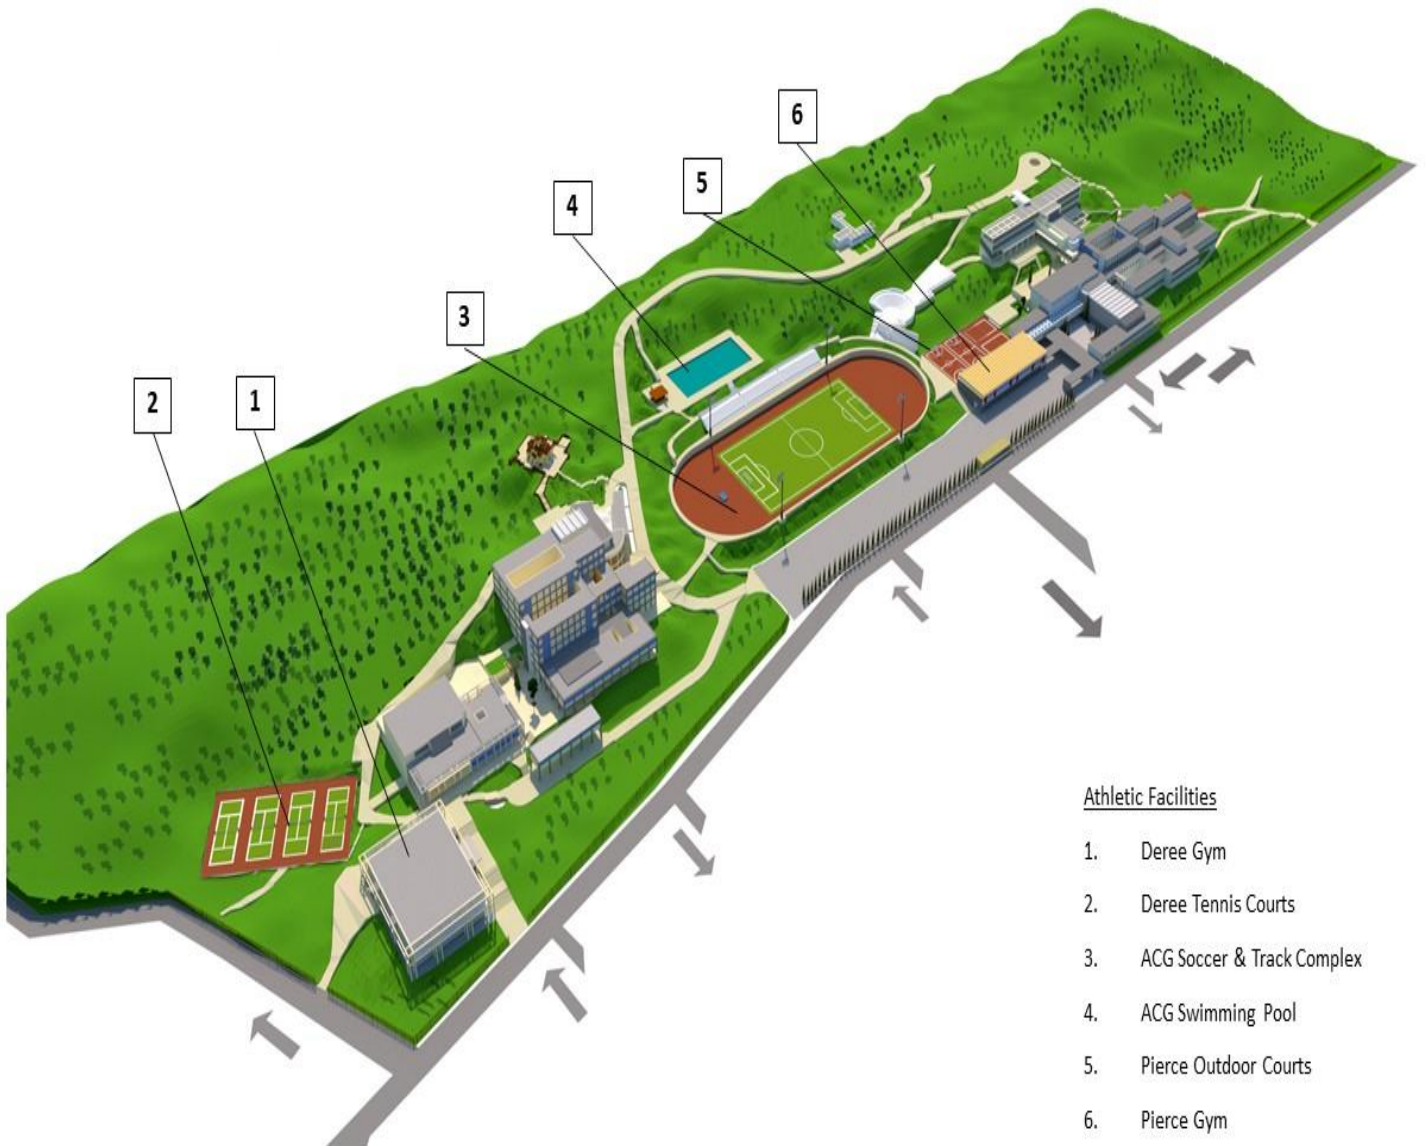 6
5
4
3
2
1
Athletic Facilities
1. Deree Gym
2. Deree Tennis Courts
3. ACG Soccer & Track Complex
4. ACG Swimming Pool
5. Pierce Outdoor Courts
6. Pierce Gym